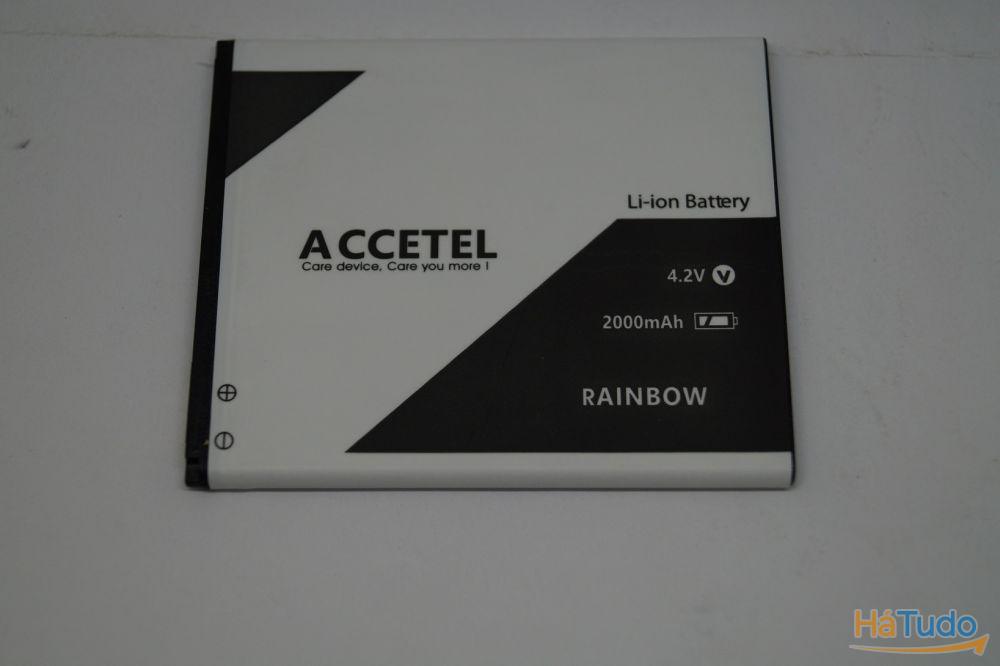 Li-ion Battery
ACCETEL
Care device, Care you more !
4.2V V
2000mAh
RAINBOW
HáTudo